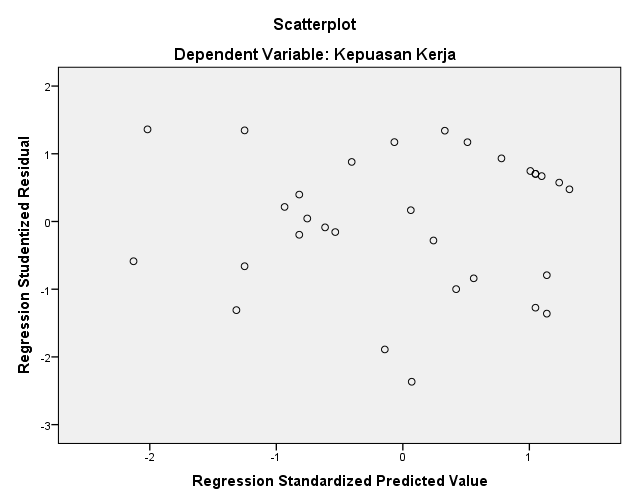 Scatterplot
Dependent Variable: Kepuasan Kerja
Regression Studentized Residual
2
1
0
-1
-2
-3
-2
-1
0
1
Regression Standardized Predicted Value